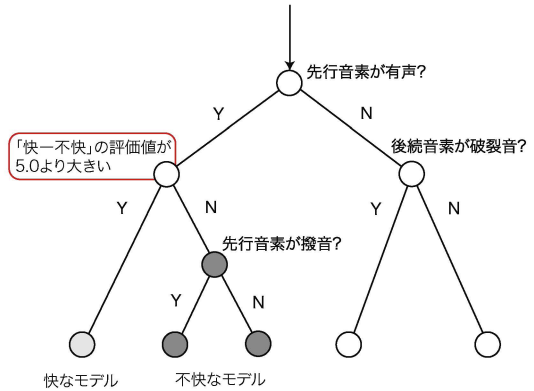 先行音素が有声?
Y
N
「快ー不快」の評価値が
5.0より大きい
後続音素が破裂音?
Y
N
Y
N
先行音素が撥音?
Y
N
快なモデル
不快なモデル